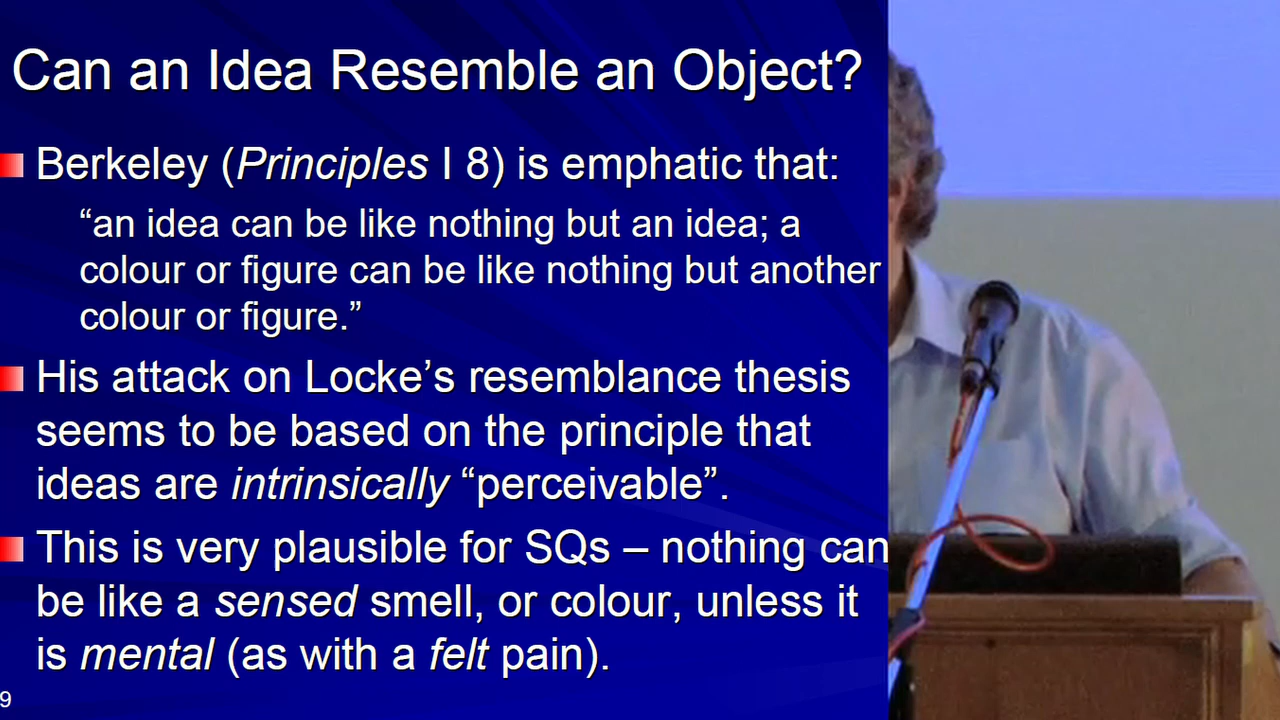 Can an Idea Resemble an Object?
Berkeley (Principles I 8) is emphatic that:
“an idea can be like nothing but an idea; a
colour or figure can be like nothing but another
colour or figure.”
His attack on Locke’s resemblance thesis
seems to be based on the principle that
ideas are intrinsically “perceivable”.
This is very plausible for SQs – nothing can
be like a sensed smell, or colour, unless it
is mental (as with a felt pain).
9